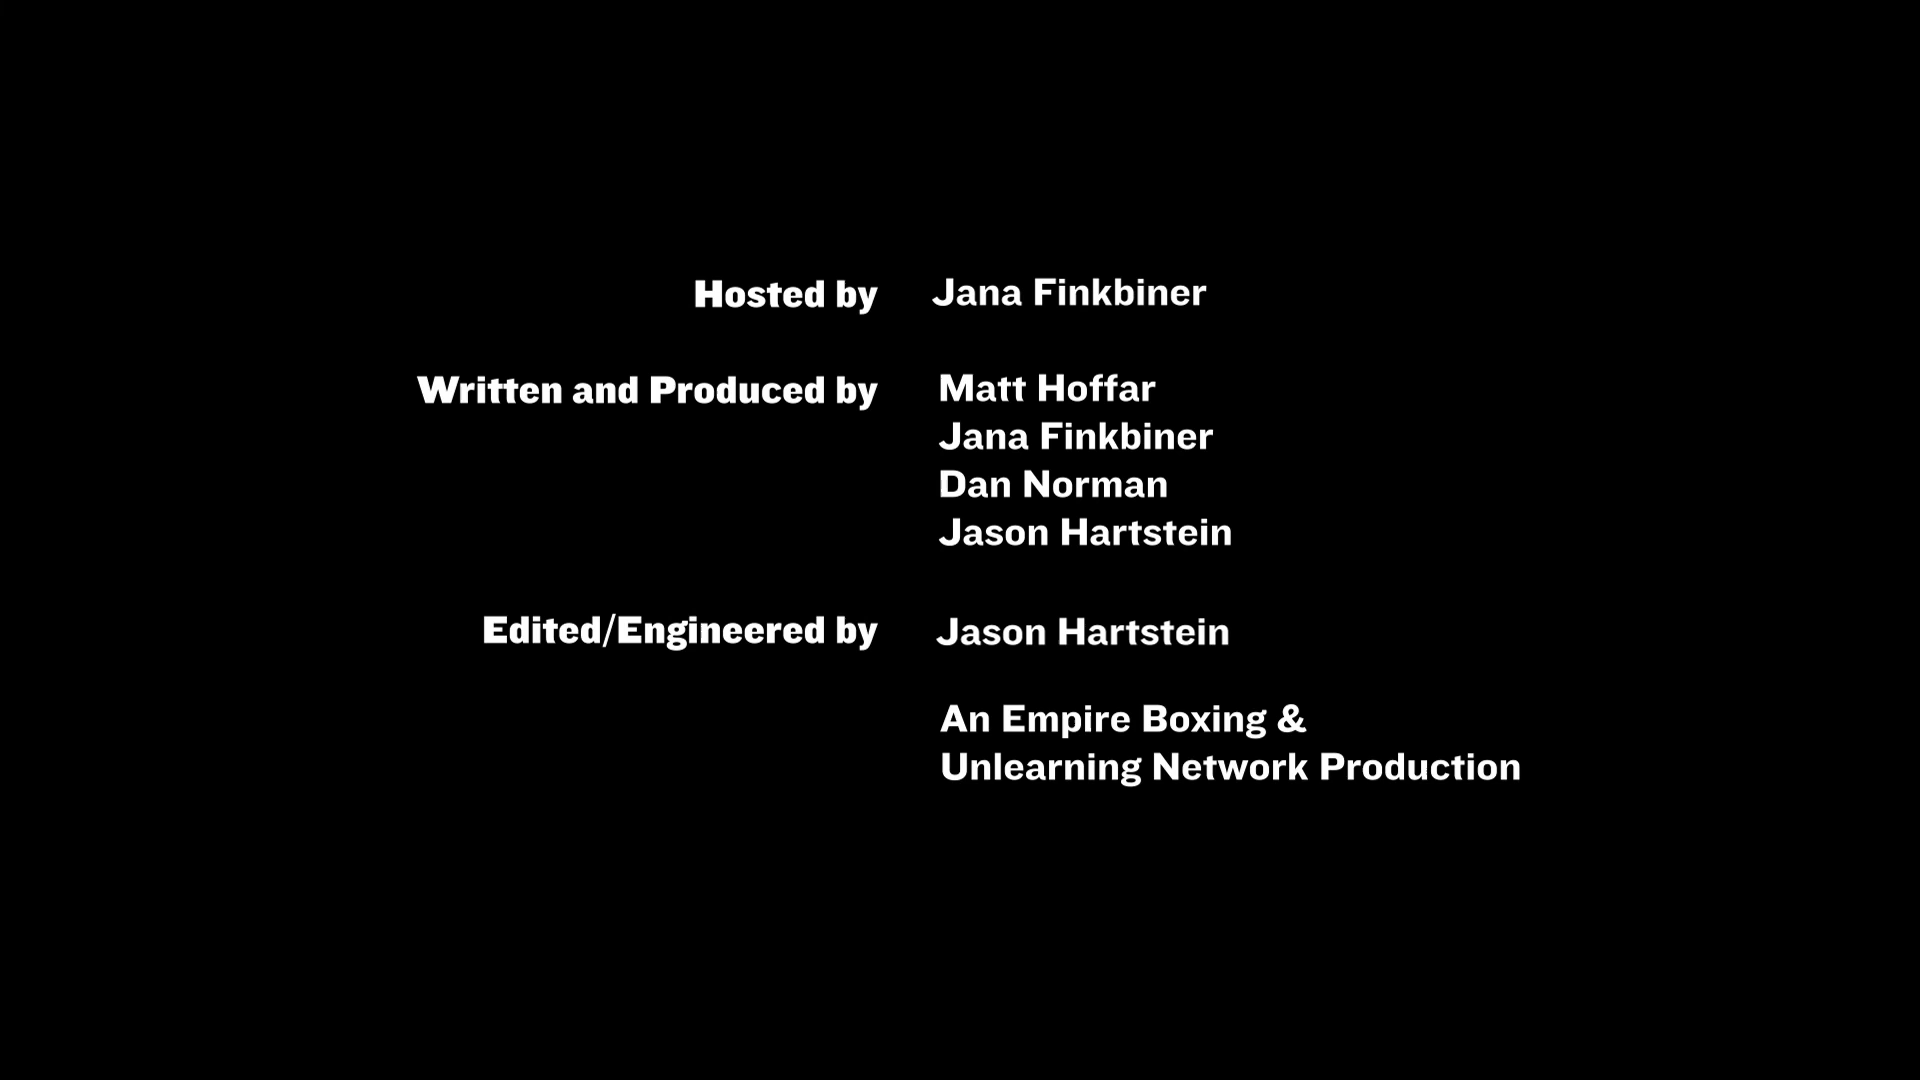 Hosted by Jana Finkbiner
Written and Produced by Matt Hoffar
Jana Finkbiner
Dan Norman
Jason Hartstein
Edited/Engineered by Jason Hartstein
An Empire Boxing &
Unlearning Network Production